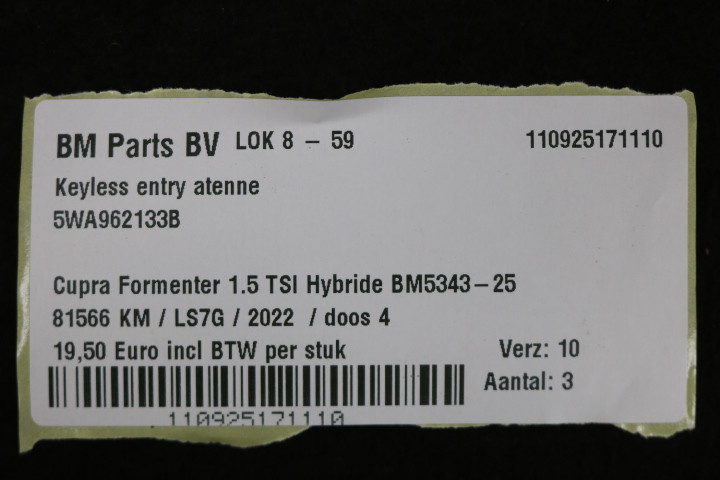 BM Parts BV LOK 8 – 59 110925171110
Keyless entry atenne
5WA962133B
Cupra Formenter 1.5 TSI Hybride BM5343–25
81566 KM / LS7G / 2022 / doos 4
19,50 Euro incl BTW per stuk Verz: 10
Aantal: 3
110925171110